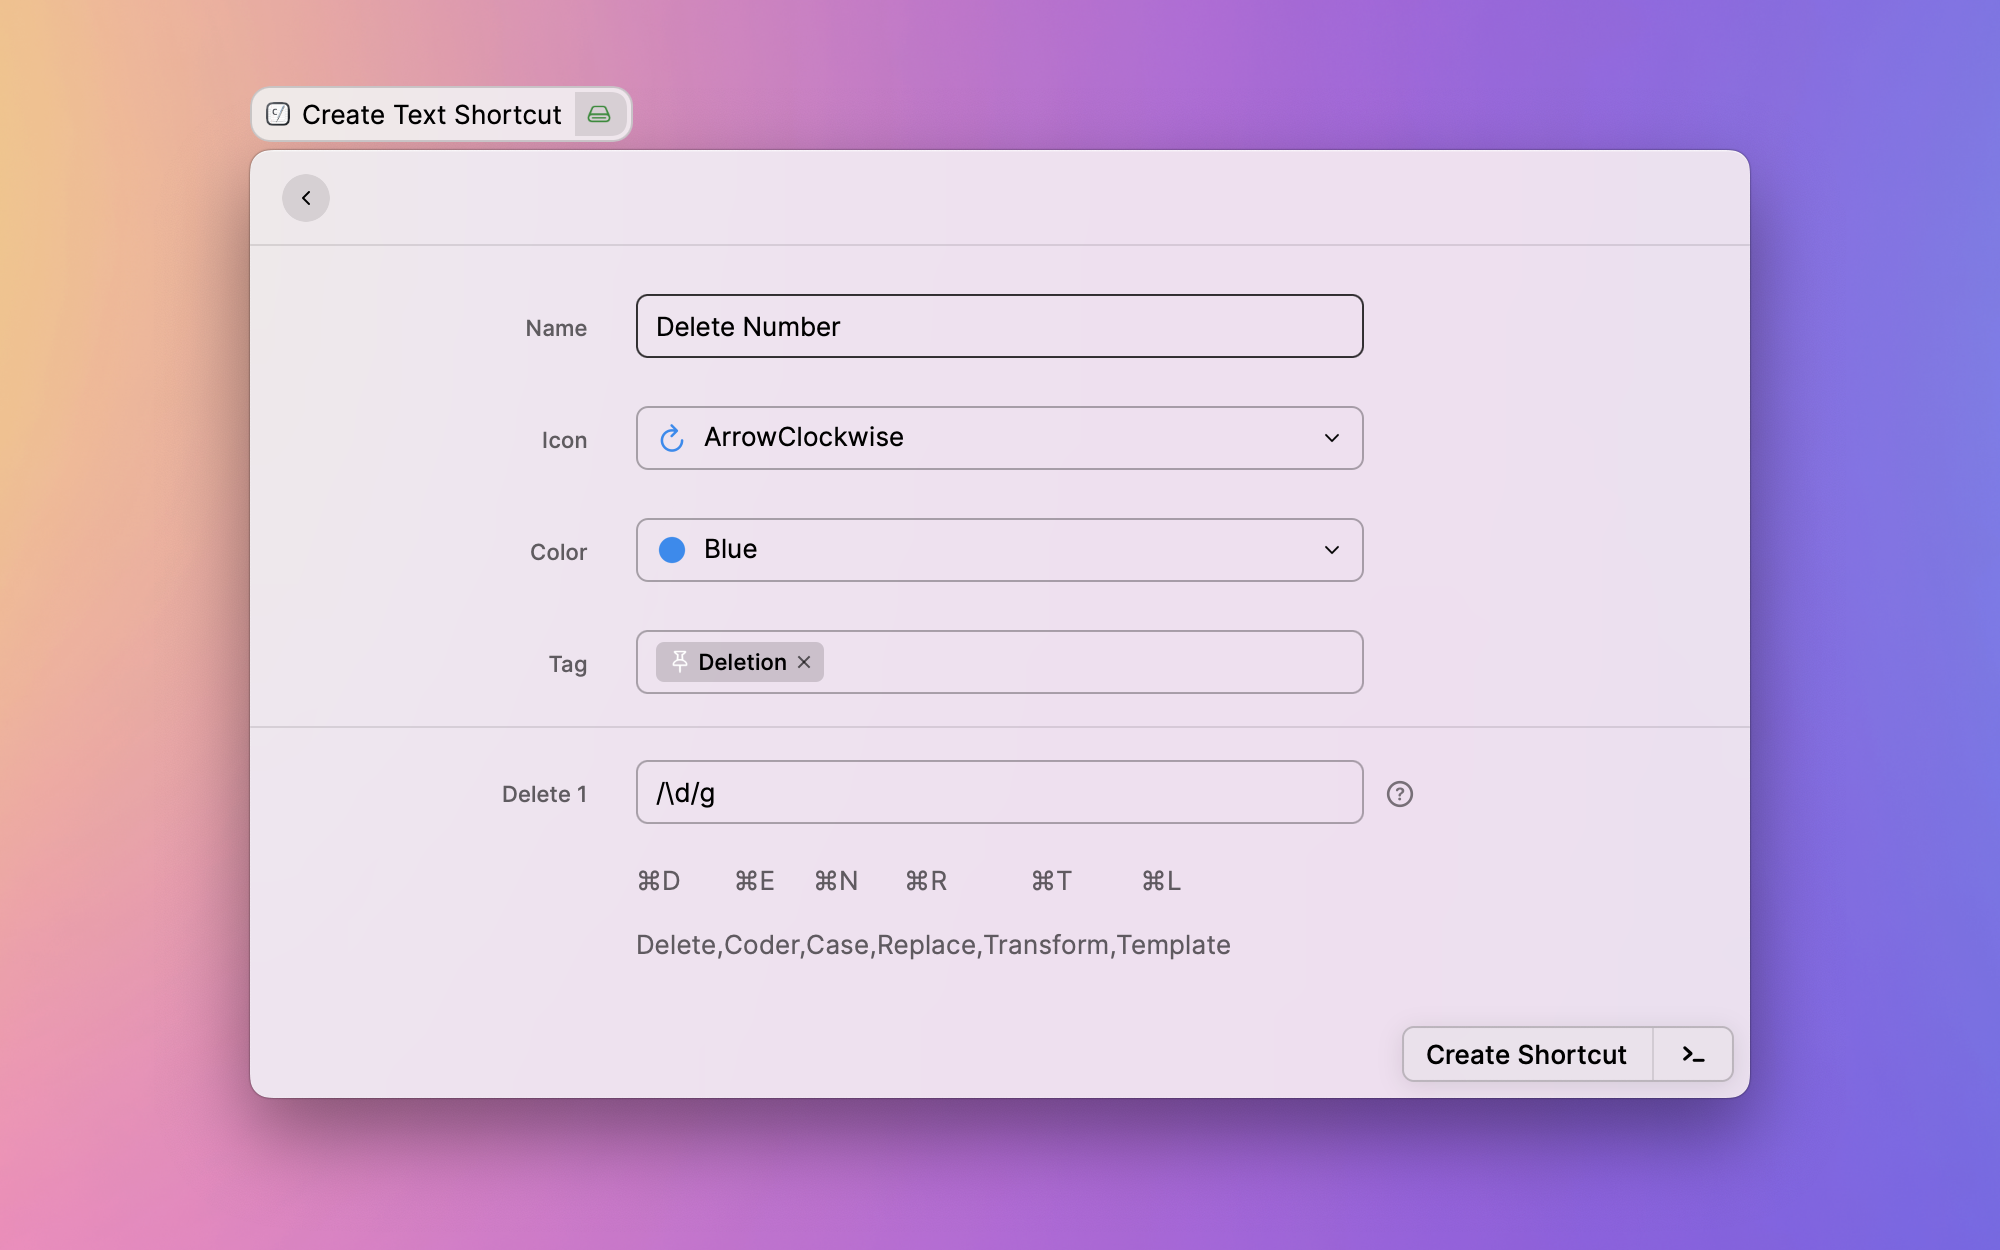 Create Text Shortcut
Name
Delete Number
Icon
ArrowClockwise
Color
Blue
Tag
Deletion
Delete 1
/\d/g
⌘D ⌘E ⌘N ⌘R ⌘T ⌘L
Delete,Coder,Case,Replace,Transform,Template
Create Shortcut